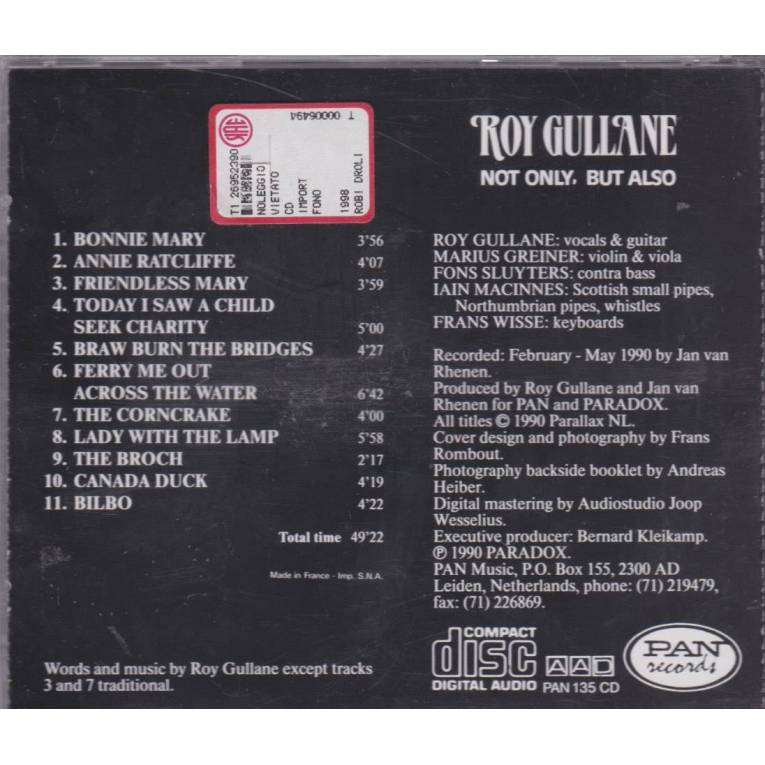 T 00006494
SIAE
T1 26952390
NOLEGGIO
VIETATO
CD
IMPORT
FONO
1998
ROBI DROLI
ROY GULLANE
NOT ONLY, BUT ALSO
1. BONNIE MARY 3'56
2. ANNIE RATCLIFFE 4'07
3. FRIENDLESS MARY 3'59
4. TODAY I SAW A CHILD
SEEK CHARITY 5'00
5. BRAW BURN THE BRIDGES 4'27
6. FERRY ME OUT
ACROSS THE WATER 6'42
7. THE CORNCRAKE 4'00
8. LADY WITH THE LAMP 5'58
9. THE BROCH 2'17
10. CANADA DUCK 4'19
11. BILBO 4'22
Total time 49'22
Made in France - Imp. S.N.A.
Words and music by Roy Gullane except tracks
3 and 7 traditional.
ROY GULLANE: vocals & guitar
MARIUS GREINER: violin & viola
FONS SLUYTERS: contra bass
IAIN MACINNES: Scottish small pipes,
Northumbrian pipes, whistles
FRANS WISSE: keyboards
Recorded: February - May 1990 by Jan van
Rhenen.
Produced by Roy Gullane and Jan van
Rhenen for PAN and PARADOX.
All titles © 1990 Parallax NL.
Cover design and photography by Frans
Rombout.
Photography backside booklet by Andreas
Heiber.
Digital mastering by Audiostudio Joop
Wesselius.
Executive producer: Bernard Kleikamp.
℗ 1990 PARADOX.
PAN Music, P.O. Box 155, 2300 AD
Leiden, Netherlands, phone: (71) 219479,
fax: (71) 226869.
COMPACT
disc
DIGITAL AUDIO
AAD
PAN 135 CD
PAN
records